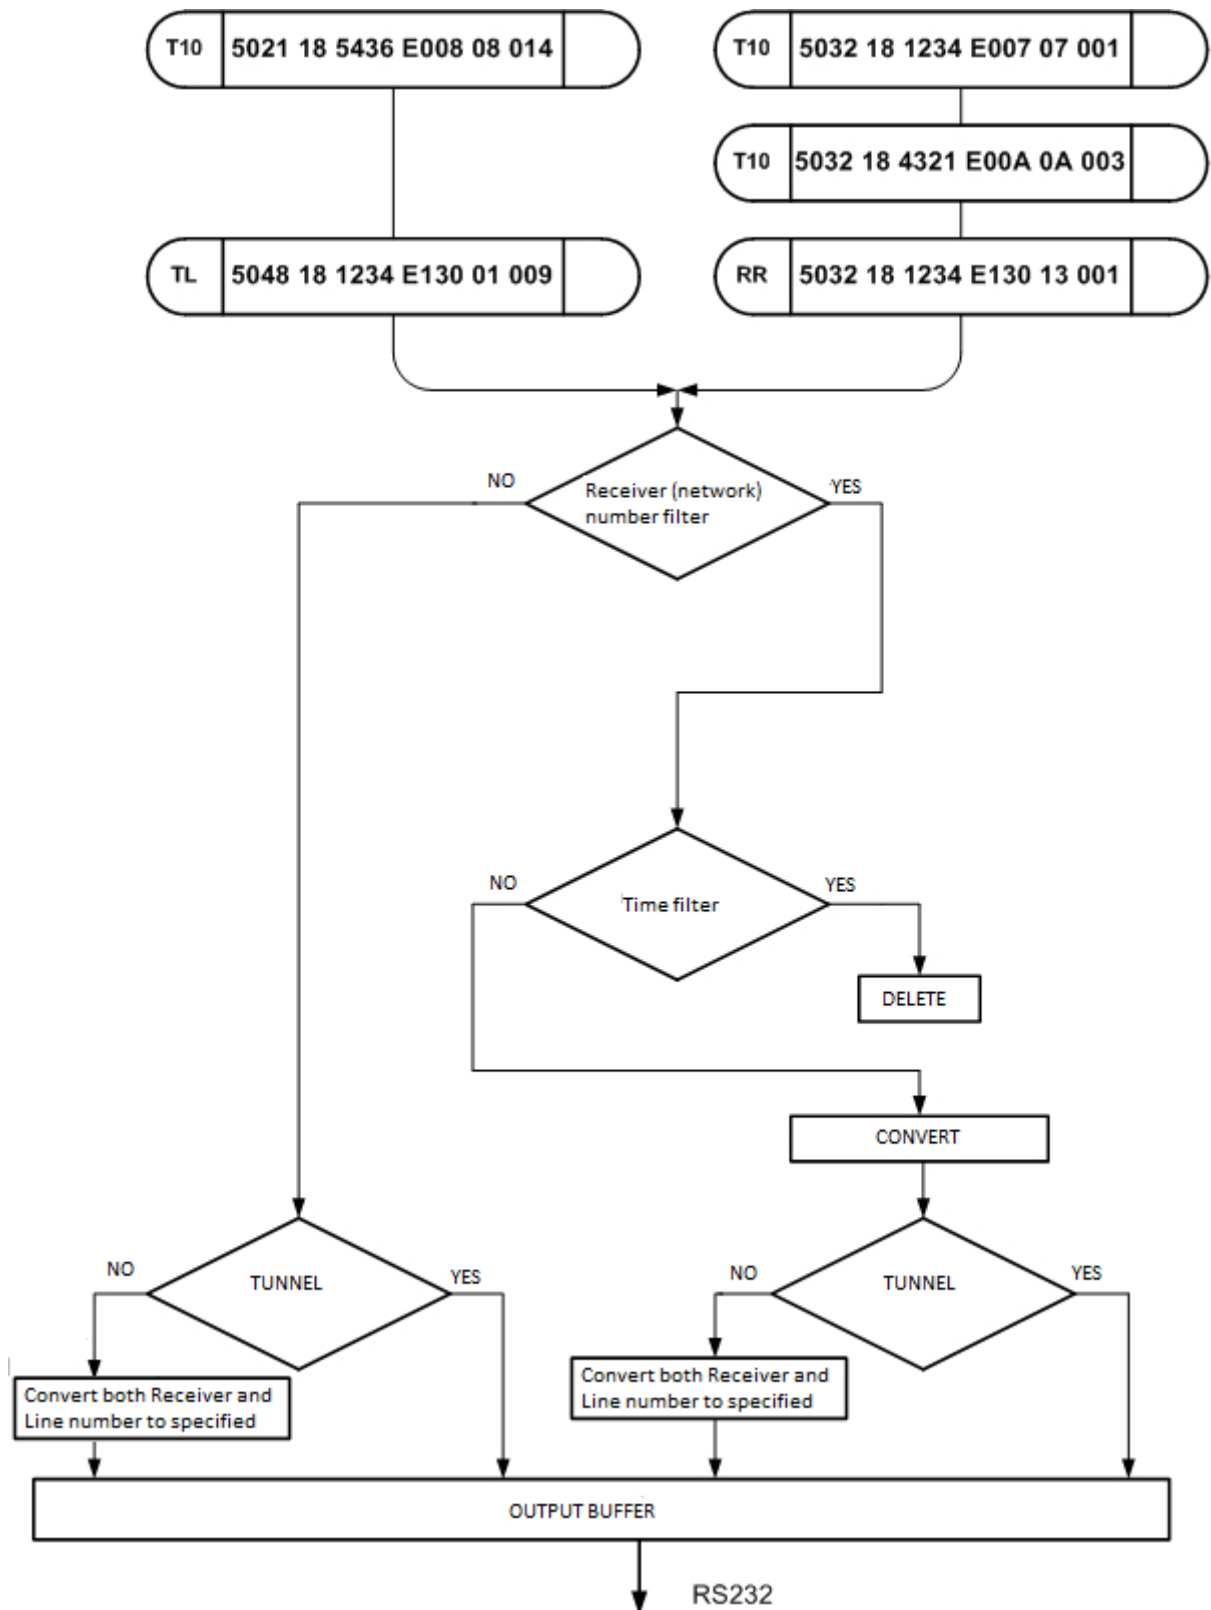 T10 5021 18 5436 E008 08 014
T10 5032 18 1234 E007 07 001
T10 5032 18 4321 E00A 0A 003
TL 5048 18 1234 E130 01 009
RR 5032 18 1234 E130 13 001
NO
Receiver (network)
number filter
YES
NO
Time filter
YES
DELETE
CONVERT
NO
TUNNEL
YES
NO
TUNNEL
YES
Convert both Receiver and
Line number to specified
Convert both Receiver and
Line number to specified
OUTPUT BUFFER
RS232